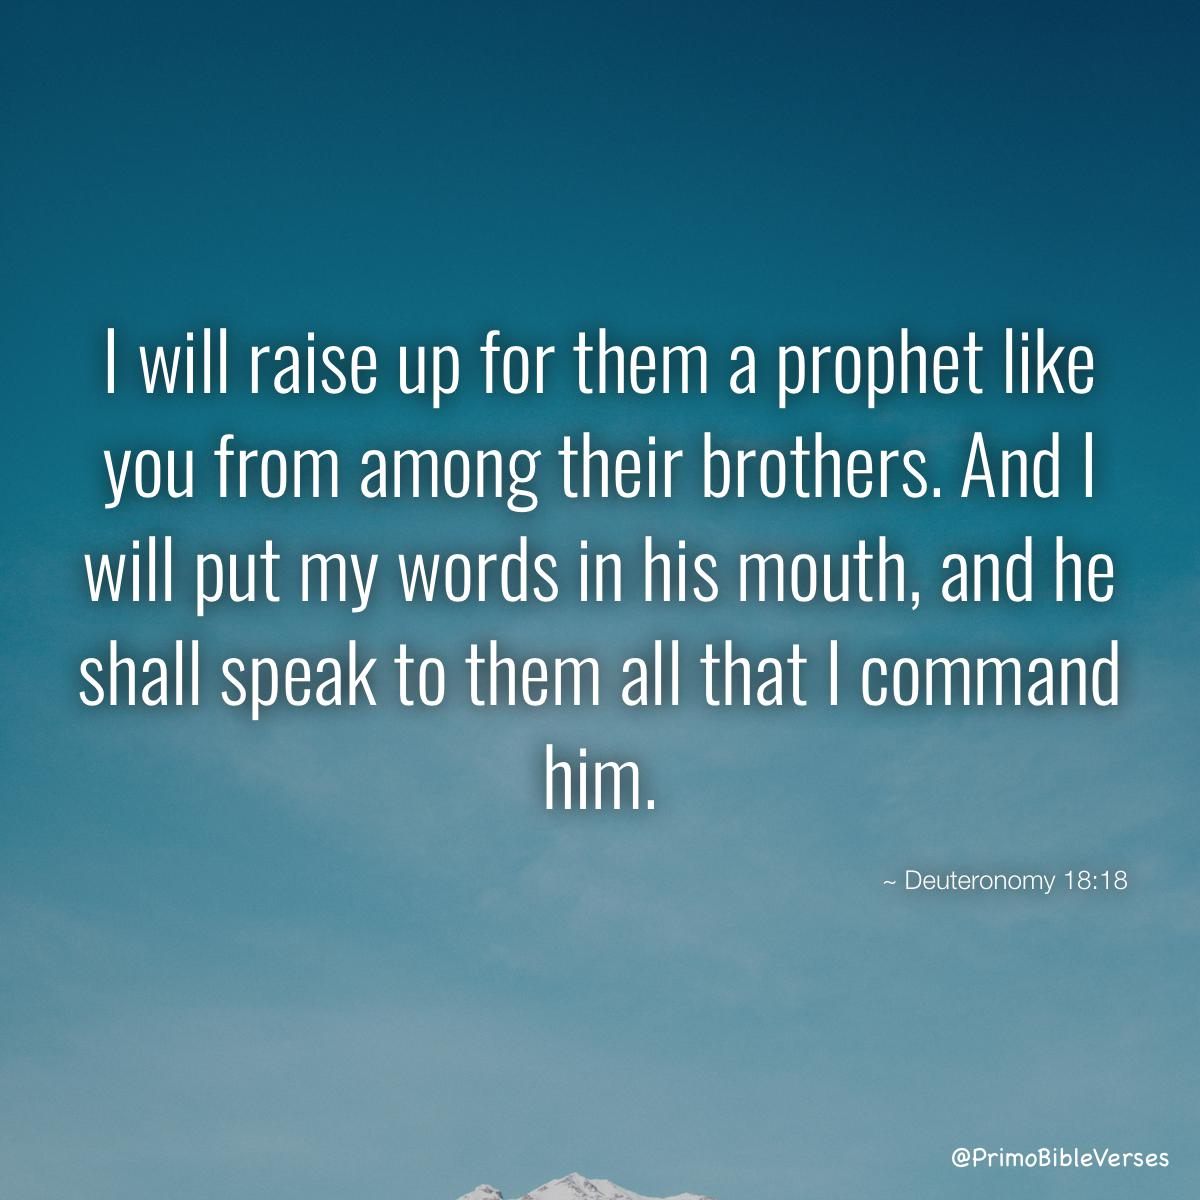 I will raise up for them a prophet like
you from among their brothers. And I
will put my words in his mouth, and he
shall speak to them all that I command
him.
~ Deuteronomy 18:18
@PrimoBibleVerses